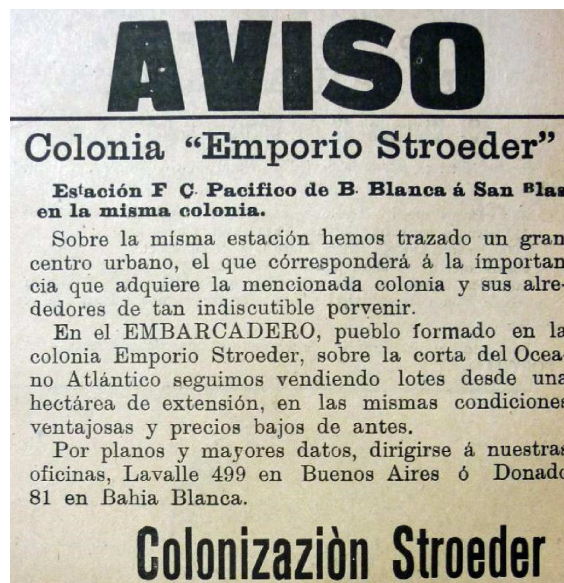 AVISO
Colonia “Emporio Stroeder”
Estación F C. Pacifico de B. Blanca á San Blas
en la misma colonia.
Sobre la mísma estación hemos trazado un gran
centro urbano, el que córresponderá á la ímportan
cia que adquiere la mencionada colonia y sus alre-
dedores de tan indiscutible porvenir.
En el EMBARCADERO, pueblo formado en la
colonia Emporio Stroeder, sobre la corta del Ocea-
no Atlántico seguimos vendiendo lotes desde una
hectárea de extensión, en las mismas condiciones
ventajosas y precios bajos de antes.
Por planos y mayores datos, dirigirse á nuestras
oficinas, Lavalle 499 en Buenos Aires ó Donado
81 en Bahia Blanca.
Colonizaziòn Stroeder